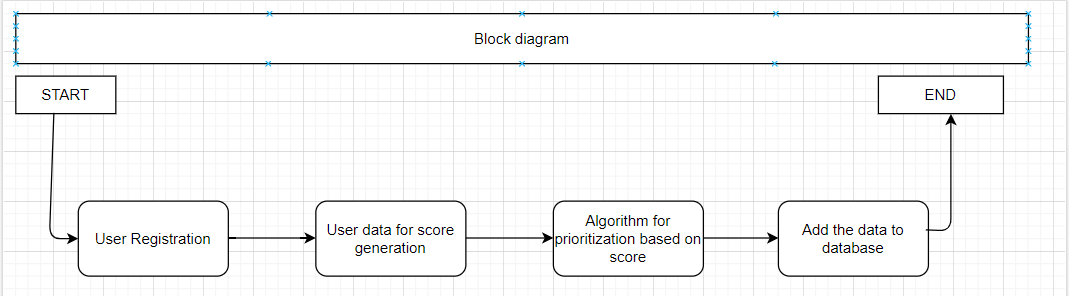 Block diagram
START
END
User Registration
User data for score
generation
Algorithm for
prioritization based on
score
Add the data to
database